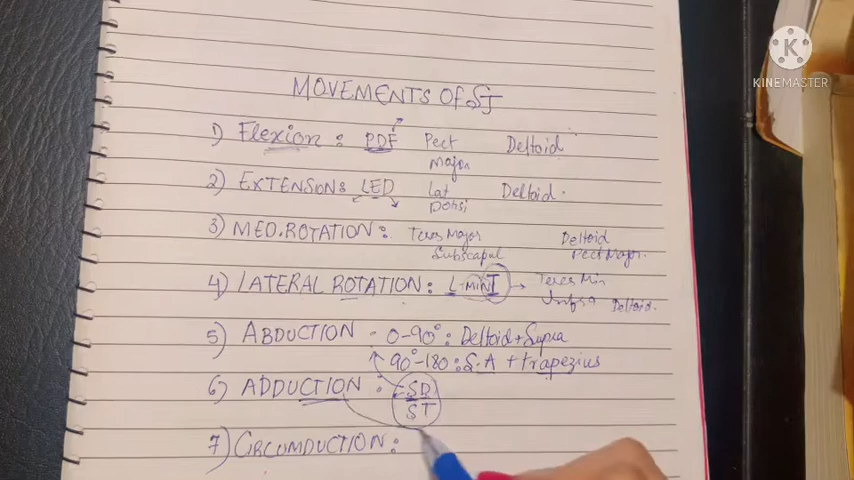 K
KINEMASTER
MOVEMENTS Of SJ
1) Flexion : PDF Pect Deltoid
Major
2) EXTENSION: LED Lat Deltoid.
Dorsi
3) MED.ROTATION: Teres Major Deltoid
Subscapul Pect Major.
4) LATERAL ROTATION: L-MINI → Teres Min
Infra Deltoid.
5) ABDUCTION - 0-90°: Deltoid + Supra
90°-180: S.A + trapezius
6) ADDUCTION :
ST
7) CIRCUMDUCTION: